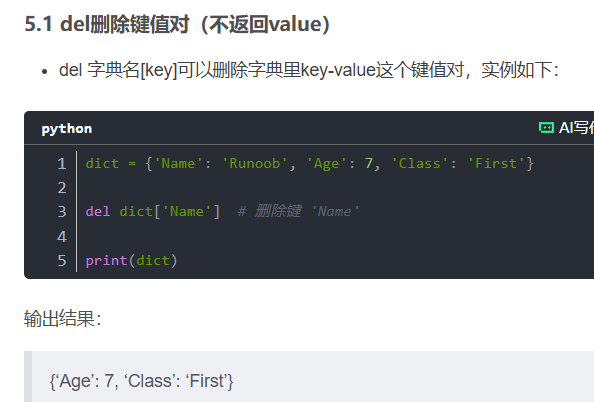 5.1 del删除键值对（不返回value）
• del 字典名[key]可以删除字典里key-value这个键值对，实例如下：
python AI写作
1 dict = {'Name': 'Runoob', 'Age': 7, 'Class': 'First'}
2
3 del dict['Name']  # 删除键 'Name'
4
5 print(dict)
输出结果：
{‘Age’: 7, ‘Class’: ‘First’}